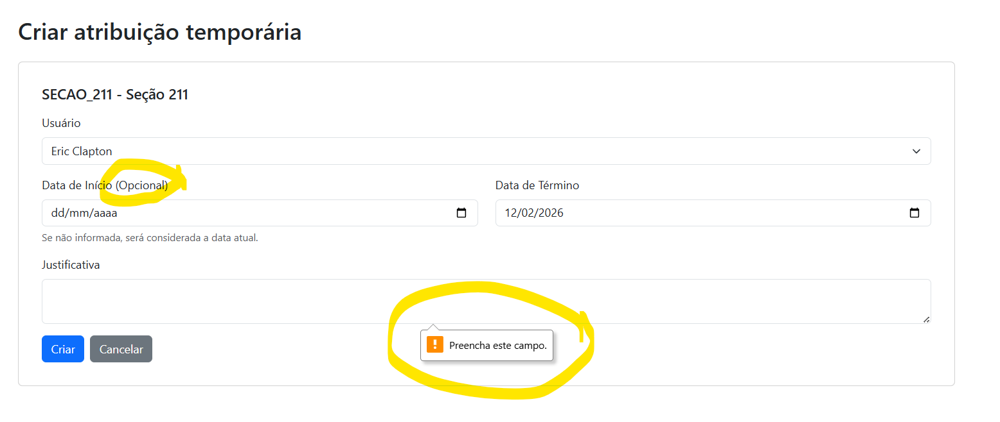 Criar atribuição temporária
SECAO_211 - Seção 211
Usuário
Eric Clapton
Data de Início (Opcional)
Data de Término
dd/mm/aaaa
12/02/2026
Se não informada, será considerada a data atual.
Justificativa
Preencha este campo.
Criar
Cancelar